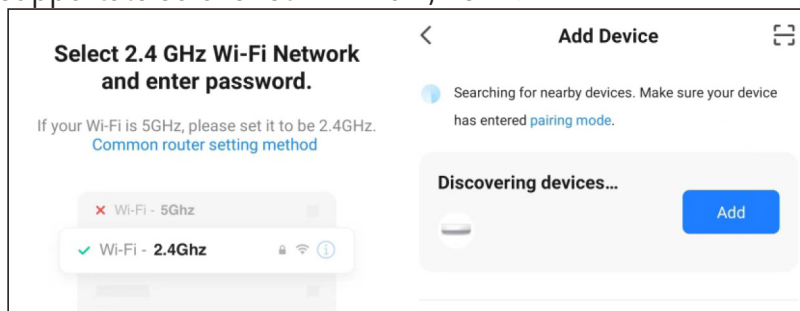 Select 2.4 GHz Wi-Fi Network
and enter password.
If your Wi-Fi is 5GHz, please set it to be 2.4GHz.
Common router setting method
Wi-Fi - 5Ghz
Wi-Fi - 2.4Ghz
Add Device
Searching for nearby devices. Make sure your device
has entered pairing mode.
Discovering devices...
Add